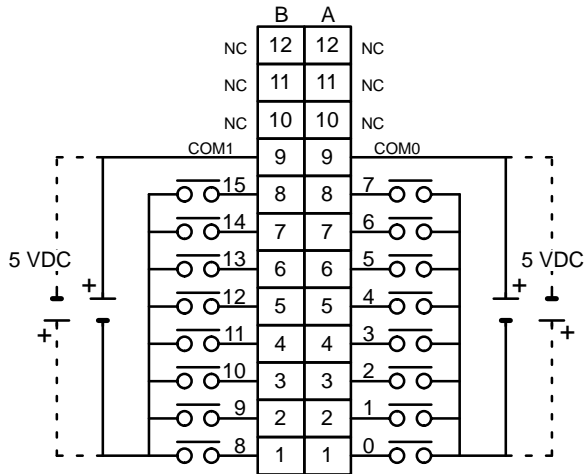 B A
NC 12 12 NC
NC 11 11 NC
NC 10 10 NC
COM1 9 9 COM0
15 8 8 7
14 7 7 6
5 VDC 13 6 6 5 5 VDC
+ + 12 5 5 4 + +
11 4 4 3
10 3 3 2
9 2 2 1
8 1 1 0